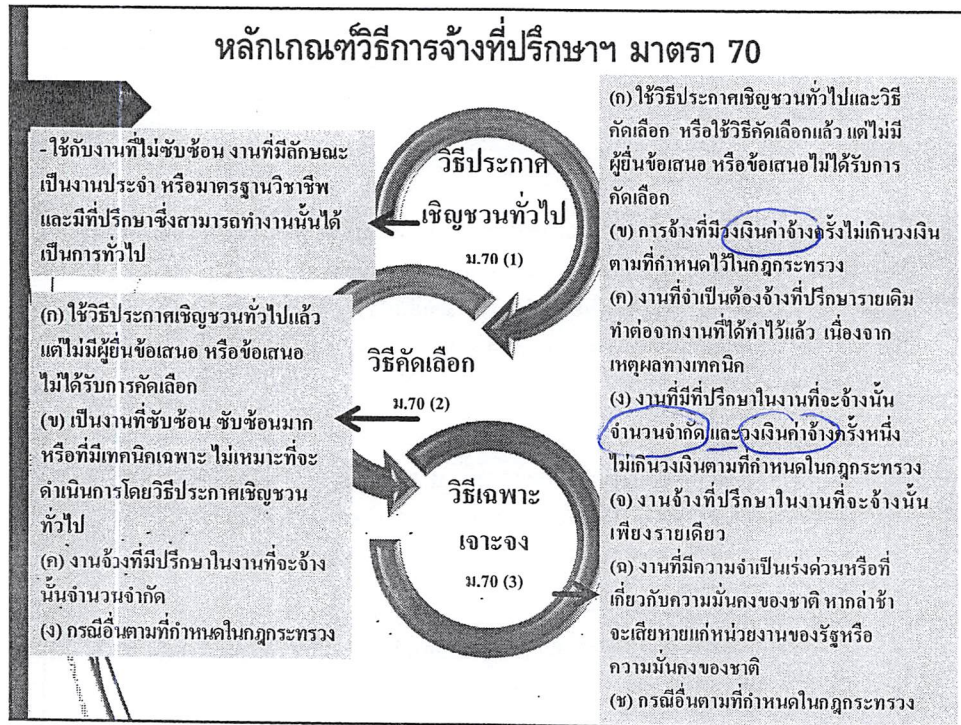 หลักเกณฑ์วิธีการจ้างที่ปรึกษาฯ มาตรา 70
- ใช้กับงานที่ไม่ซับซ้อน งานที่มีลักษณะ
เป็นงานประจำ หรือมาตรฐานวิชาชีพ
และมีที่ปรึกษาซึ่งสามารถทำงานนั้นได้
เป็นการทั่วไป
วิธีประกาศ
เชิญชวนทั่วไป
ม.70 (1)
(ก) ใช้วิธีประกาศเชิญชวนทั่วไปแล้ว
แต่ไม่มีผู้ยื่นข้อเสนอ หรือข้อเสนอ
ไม่ได้รับการคัดเลือก
(ข) เป็นงานที่ซับซ้อน ซับซ้อนมาก
หรือที่มีเทคนิคเฉพาะ ไม่เหมาะที่จะ
ดำเนินการโดยวิธีประกาศเชิญชวน
ทั่วไป
(ค) งานจ้วงที่มีปรึกษาในงานที่จะจ้าง
นั้นจำนวนจำกัด
(ง) กรณีอื่นตามที่กำหนดในกฎกระทรวง
วิธีคัดเลือก
ม.70 (2)
วิธีเฉพาะ
เจาะจง
ม.70 (3)
(ก) ใช้วิธีประกาศเชิญชวนทั่วไปและวิธี
คัดเลือก หรือใช้วิธีคัดเลือกแล้ว แต่ไม่มี
ผู้ยื่นข้อเสนอ หรือข้อเสนอไม่ได้รับการ
คัดเลือก
(ข) การจ้างที่มีวงเงินค่าจ้างครั้งไม่เกินวงเงิน
ตามที่กำหนดไว้ในกฎกระทรวง
(ค) งานที่จำเป็นต้องจ้างที่ปรึกษารายเดิม
ทำต่อจากงานที่ได้ทำไว้แล้ว เนื่องจาก
เหตุผลทางเทคนิค
(ง) งานที่มีที่ปรึกษาในงานที่จะจ้างนั้น
จำนวนจำกัด และวงเงินค่าจ้างครั้งหนึ่ง
ไม่เกินวงเงินตามที่กำหนดในกฎกระทรวง
(จ) งานจ้างที่ปรึกษาในงานที่จะจ้างนั้น
เพียงรายเดียว
(ฉ) งานที่มีความจำเป็นเร่งด่วนหรือที่
เกี่ยวกับความมั่นคงของชาติ หากล่าช้า
จะเสียหายแก่หน่วยงานของรัฐหรือ
ความมั่นคงของชาติ
(ช) กรณีอื่นตามที่กำหนดในกฎกระทรวง